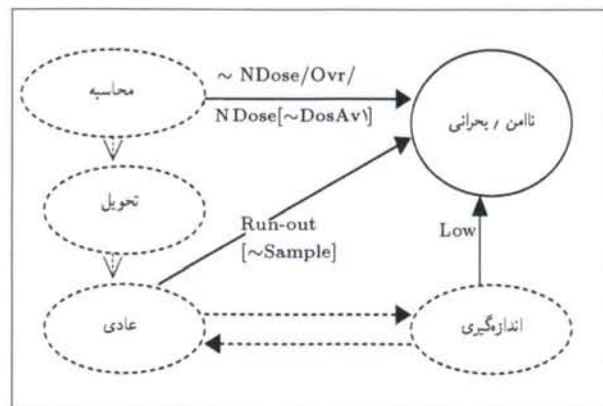 محاسبه
~ NDose/Ovr/
NDose[~DosAv\]
ناامن / بحرانی
تحویل
Run-out
[~Sample]
Low
عادی
اندازه‌گیری